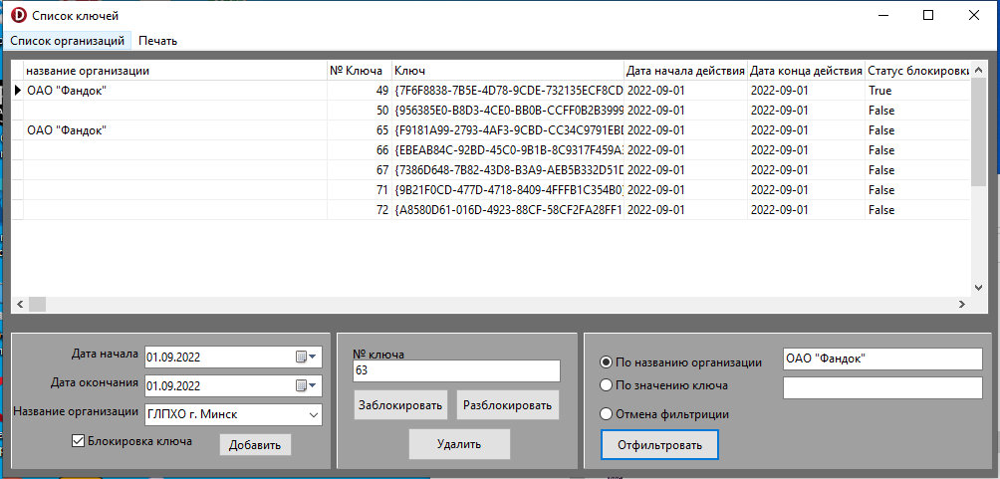 Список ключей
Список организаций Печать
название организации № Ключа Ключ Дата начала действия Дата конца действия Статус блокировки
ОАО "Фандок" 49 {7F6F8838-7B5E-4D78-9CDE-732135ECF8CD 2022-09-01 2022-09-01 True
50 {956385E0-B8D3-4CE0-BB0B-CCFF0B2B3999 2022-09-01 2022-09-01 False
ОАО "Фандок" 65 {F9181A99-2793-4AF3-9CBD-CC34C9791EBD 2022-09-01 2022-09-01 False
66 {EBEAB84C-92BD-45C0-9B1B-8C9317F459A3 2022-09-01 2022-09-01 False
67 {7386D648-7B82-43D8-B3A9-AEB5B332D51D 2022-09-01 2022-09-01 False
71 {9B21F0CD-477D-4718-8409-4FFFB1C354B0} 2022-09-01 2022-09-01 False
72 {A8580D61-016D-4923-88CF-58CF2FA28FF1 2022-09-01 2022-09-01 False
Дата начала 01.09.2022
Дата окончания 01.09.2022
Название организации ГЛПХО г. Минск
Блокировка ключа Добавить
№ ключа
63
Заблокировать Разблокировать
Удалить
По названию организации ОАО "Фандок"
По значению ключа
Отмена фильтриции
Отфильтровать